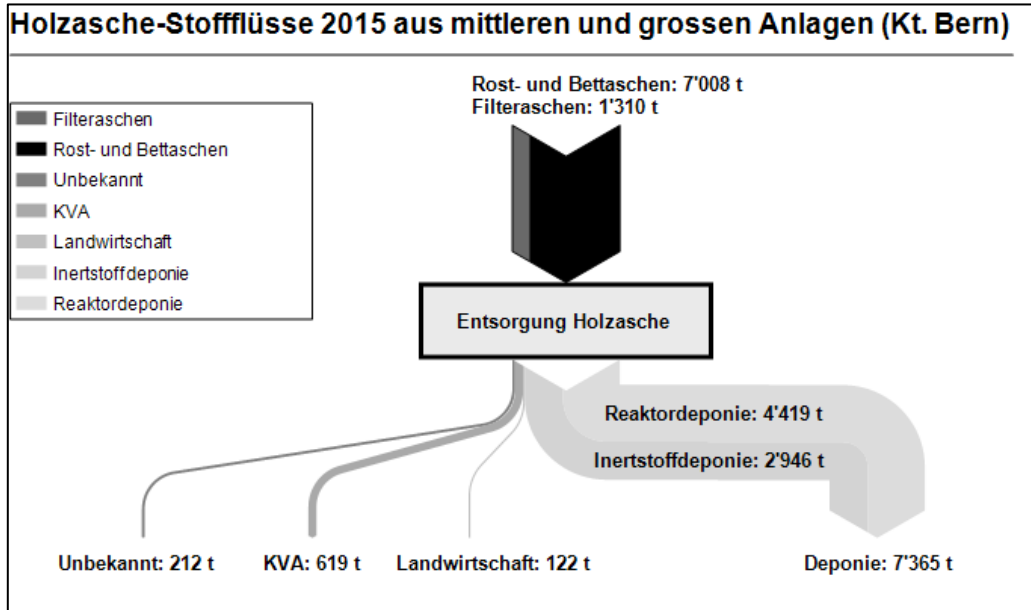 Holzasche-Stoffflüsse 2015 aus mittleren und grossen Anlagen (Kt. Bern)
Rost- und Bettaschen: 7'008 t
Filteraschen: 1'310 t
Filteraschen
Rost- und Bettaschen
Unbekannt
KVA
Landwirtschaft
Inertstoffdeponie
Reaktordeponie
Entsorgung Holzasche
Reaktordeponie: 4'419 t
Inertstoffdeponie: 2'946 t
Unbekannt: 212 t
KVA: 619 t
Landwirtschaft: 122 t
Deponie: 7'365 t